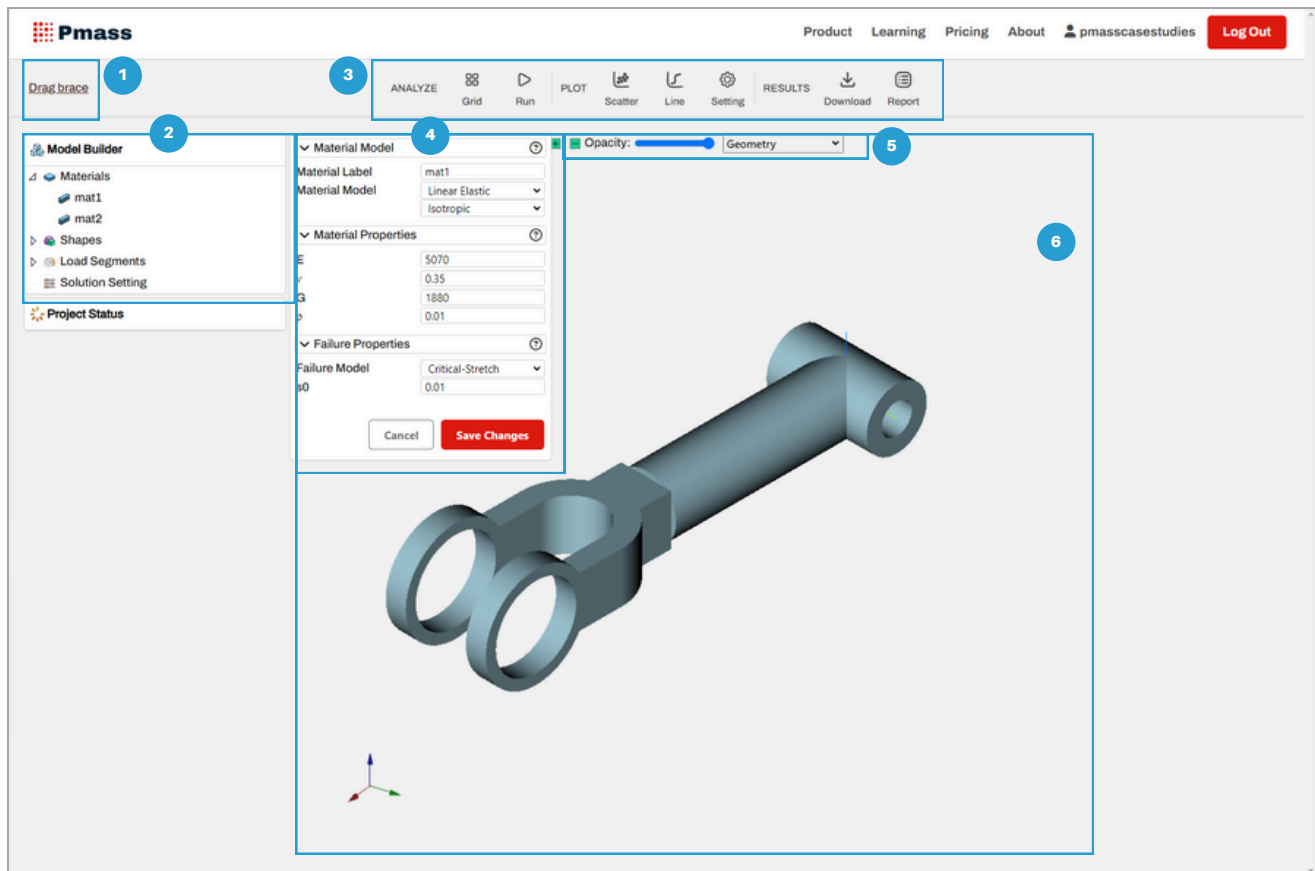 Pmass
Product Learning Pricing About pmasscasestudies Log Out
Drag brace
1
3
ANALYZE Grid Run PLOT Scatter Line Setting RESULTS Download Report
2
Model Builder
Materials
mat1
mat2
Shapes
Load Segments
Solution Setting
Project Status
4
Material Model ?
Material Label mat1
Material Model Linear Elastic
Isotropic
Material Properties ?
E 5070
0.35
G 1880
0.01
Failure Properties ?
Failure Model Critical-Stretch
s0 0.01
Cancel Save Changes
Opacity: Geometry
5
6